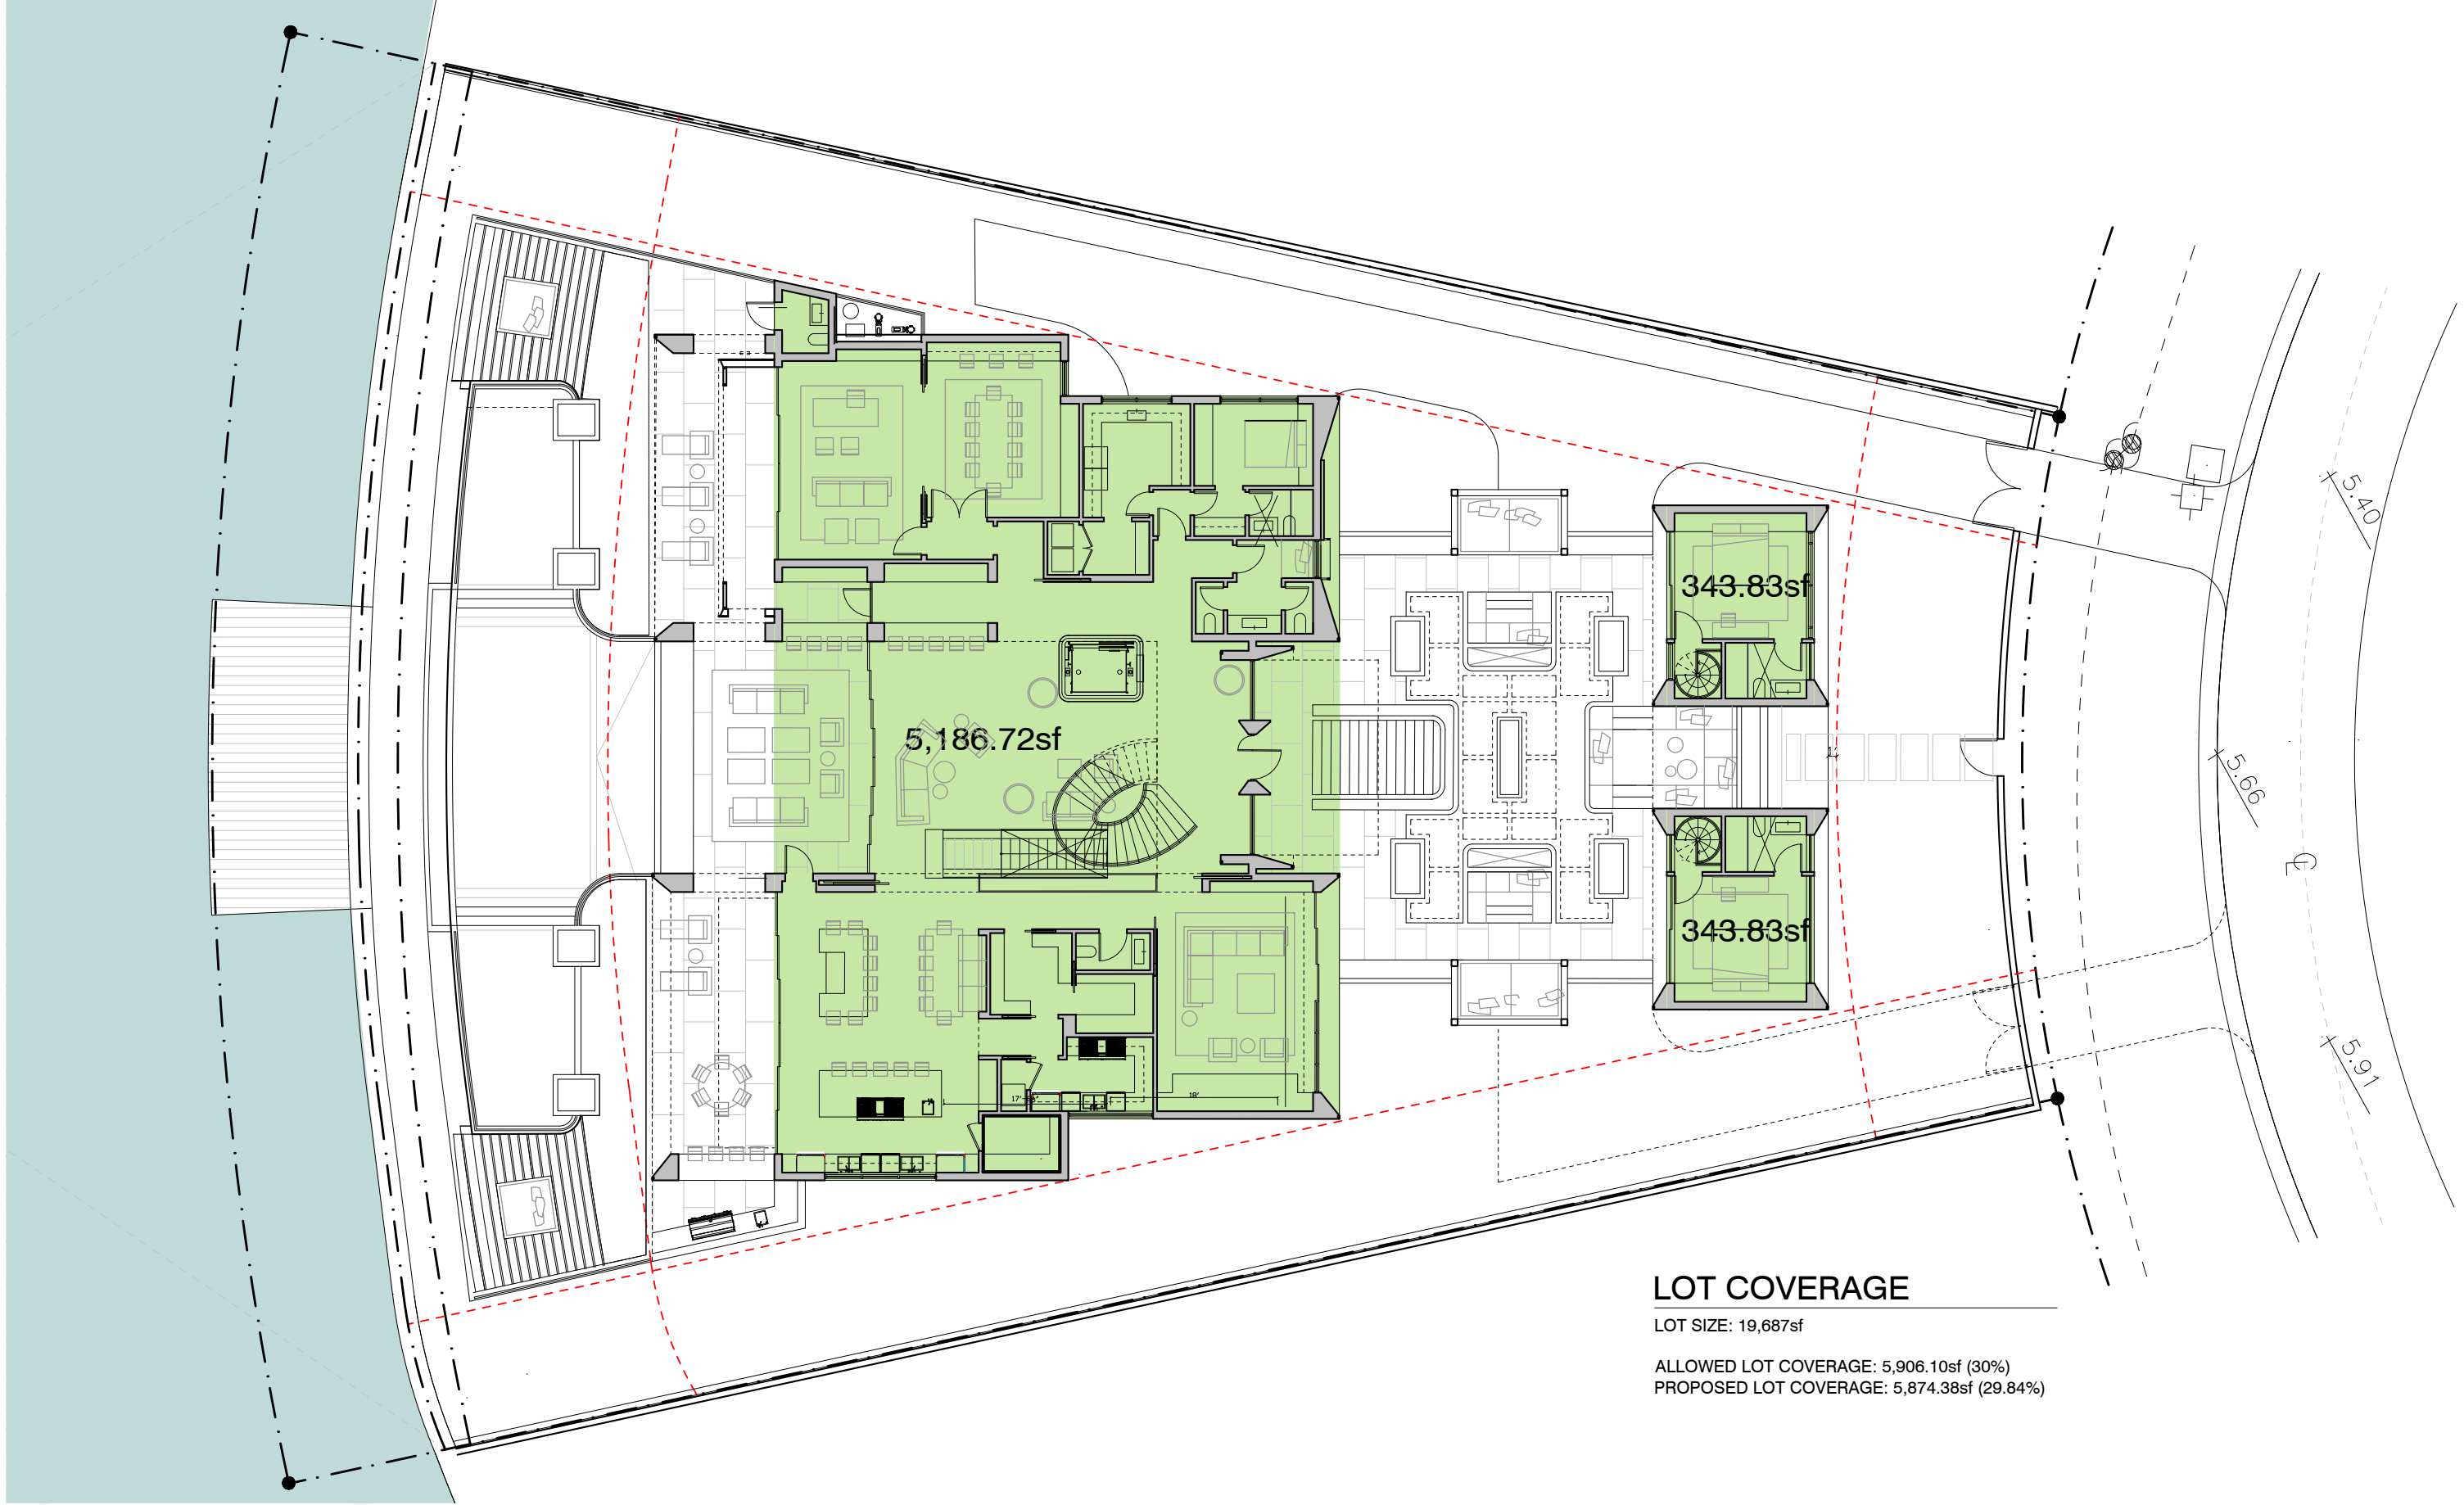 5.40
343.83sf
5,186.72sf
5.66
343.83sf
5.91
18'
LOT COVERAGE
LOT SIZE: 19,687sf
ALLOWED LOT COVERAGE: 5,906.10sf (30%)
PROPOSED LOT COVERAGE: 5,874.38sf (29.84%)